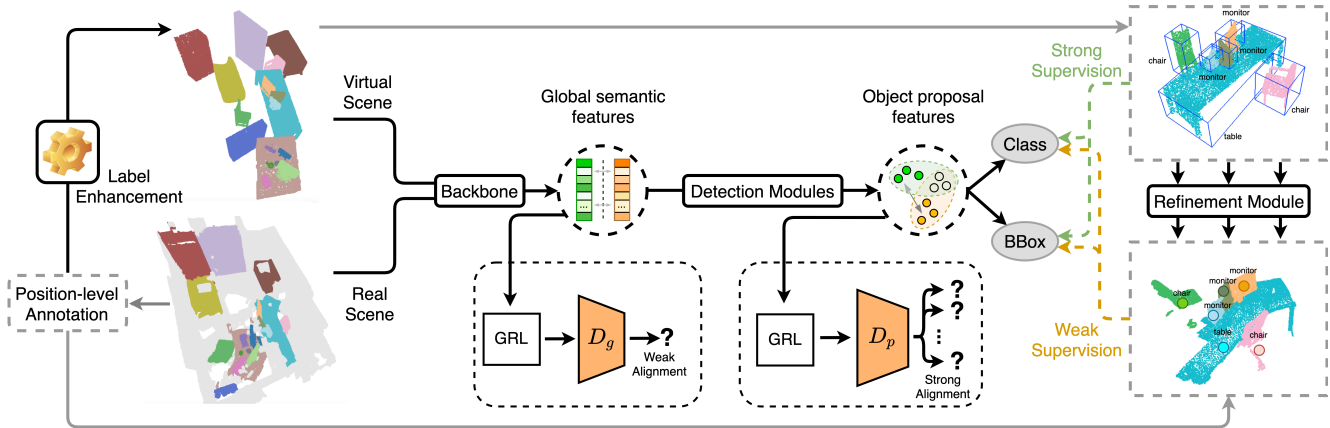 Label
Enhancement
Position-level
Annotation
Virtual
Scene
Real
Scene
Backbone
Global semantic
features
GRL
D_g
?
Weak
Alignment
Detection Modules
Object proposal
features
GRL
D_p
?
?
?
Strong
Alignment
Class
BBox
Strong
Supervision
Weak
Supervision
monitor
monitor
chair
monitor
chair
table
Refinement Module
monitor
monitor
chair
monitor
table
chair